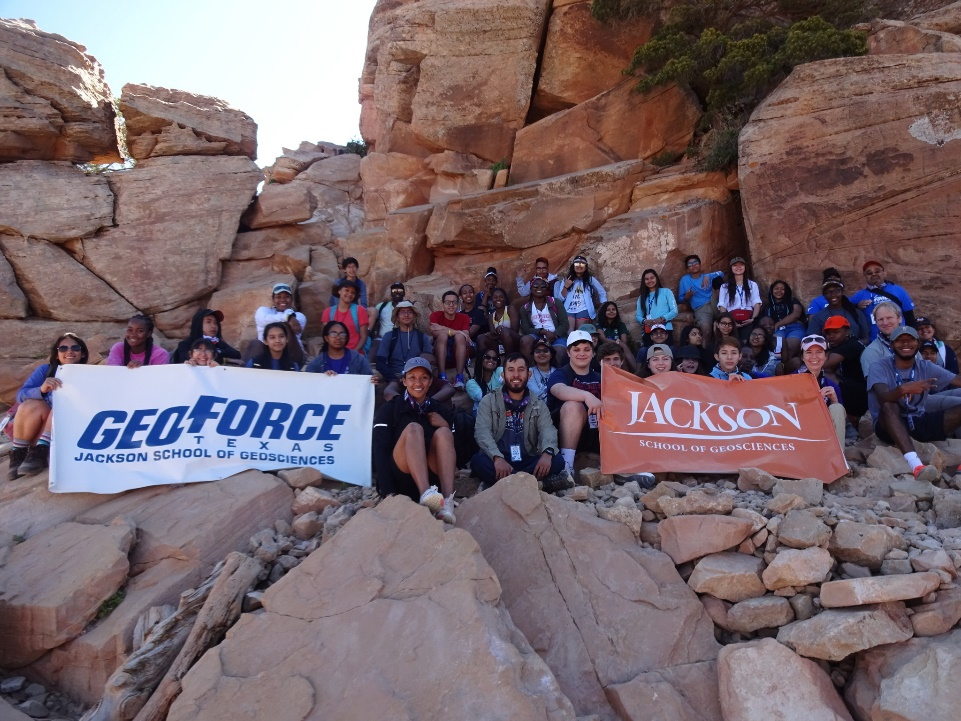 GEOFORCE
TEXAS
JACKSON SCHOOL OF GEOSCIENCES
JACKSON
SCHOOL OF GEOSCIENCES